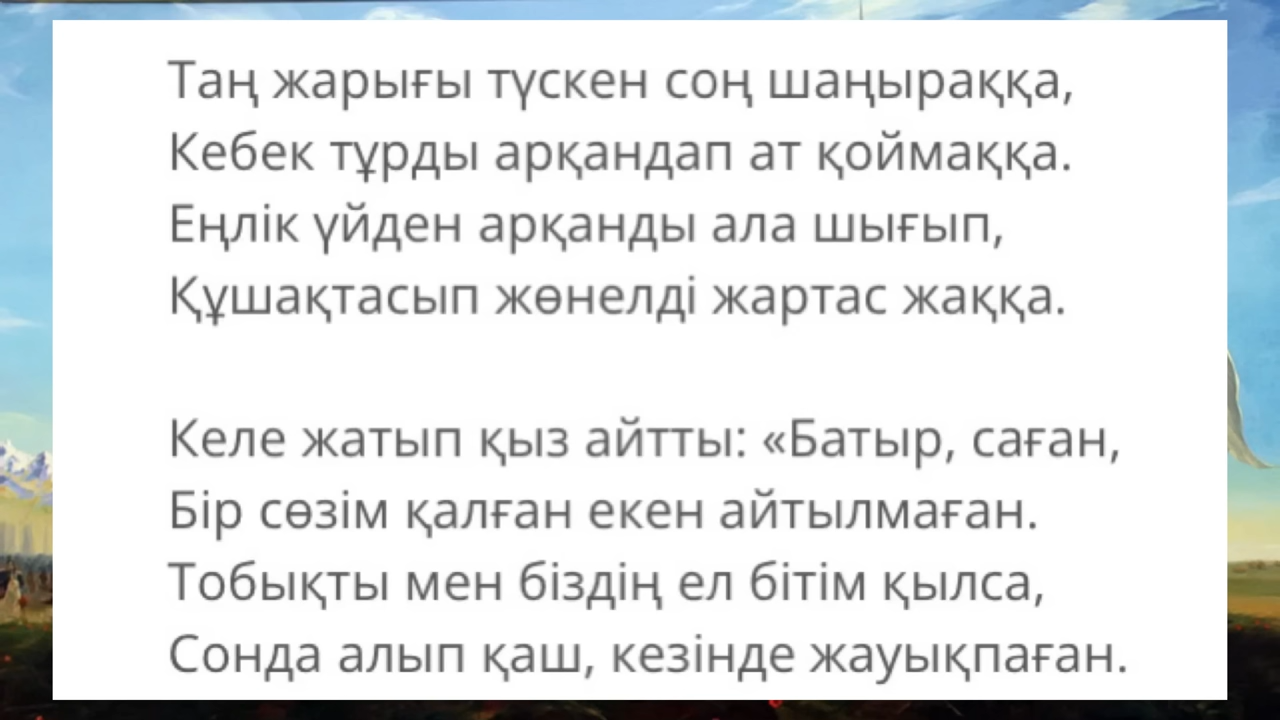 Таң жарығы түскен соң шаңыраққа,
Кебек тұрды арқандап ат қоймаққа.
Еңлік үйден арқанды ала шығып,
Құшақтасып жөнелді жартас жаққа.
Келе жатып қыз айтты: «Батыр, саған,
Бір сөзім қалған екен айтылмаған.
Тобықты мен біздің ел бітім қылса,
Сонда алып қаш, кезінде жауықпаған.